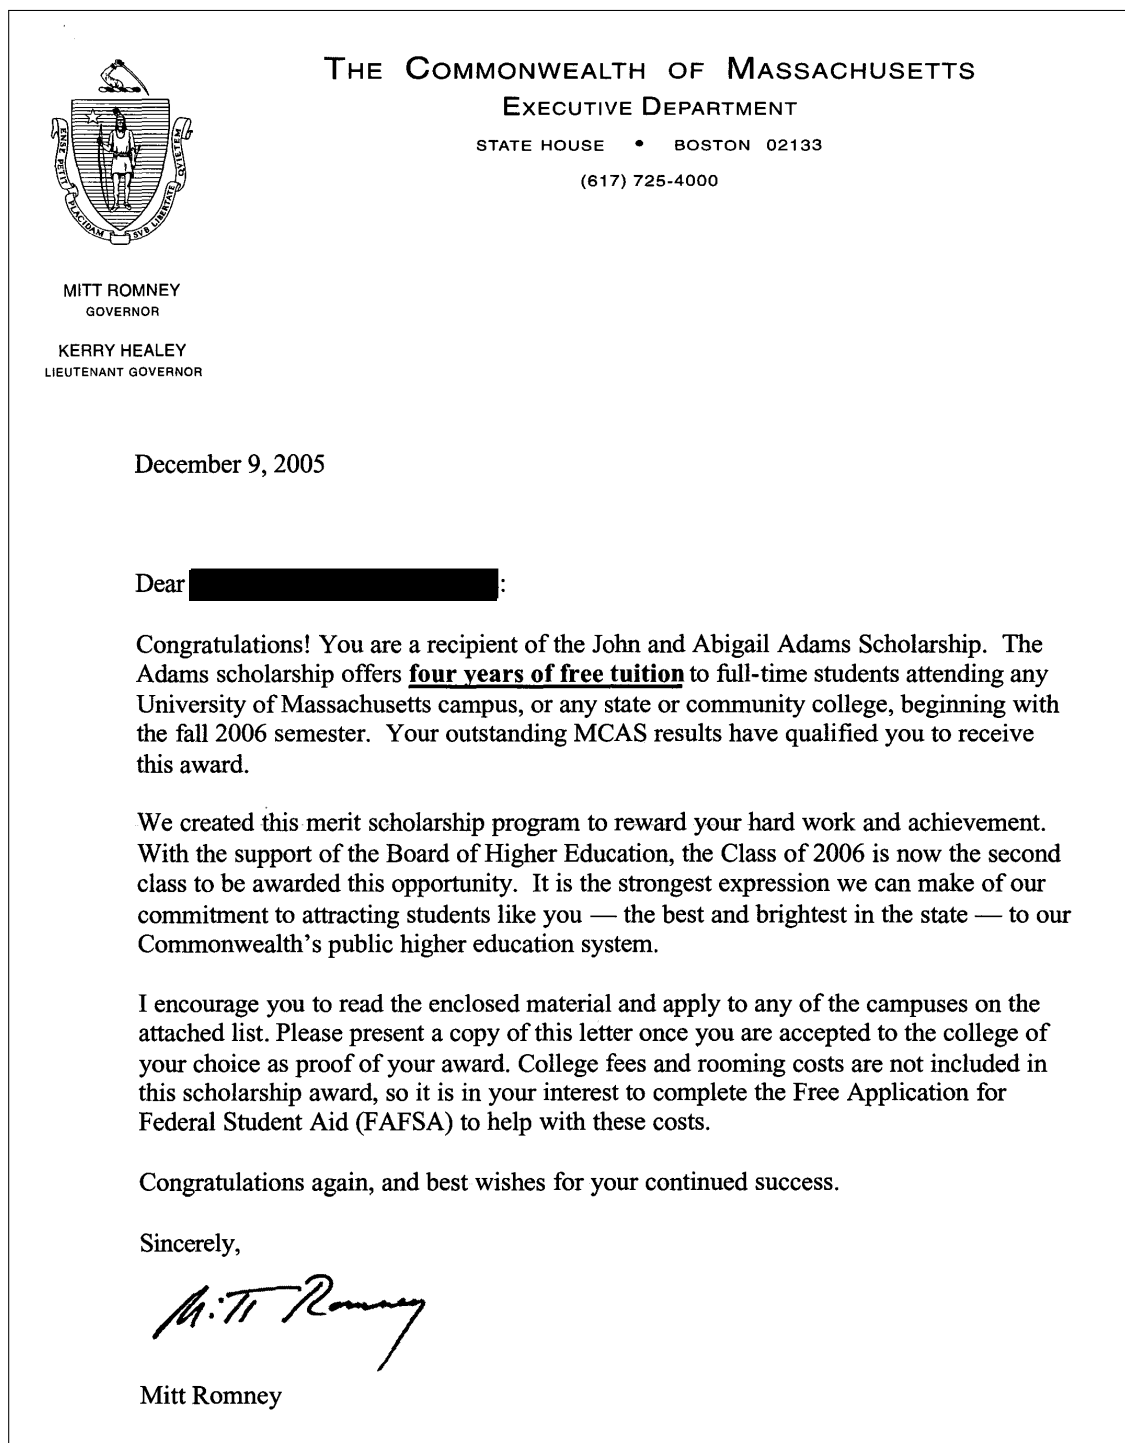 THE COMMONWEALTH OF MASSACHUSETTS
EXECUTIVE DEPARTMENT
STATE HOUSE • BOSTON 02133
(617) 725-4000
ENSE PETIT PLACIDAM SVB LIBERTATE QVIETEM
MITT ROMNEY
GOVERNOR
KERRY HEALEY
LIEUTENANT GOVERNOR
December 9, 2005
Dear :
Congratulations! You are a recipient of the John and Abigail Adams Scholarship. The
Adams scholarship offers four years of free tuition to full-time students attending any
University of Massachusetts campus, or any state or community college, beginning with
the fall 2006 semester. Your outstanding MCAS results have qualified you to receive
this award.
We created this merit scholarship program to reward your hard work and achievement.
With the support of the Board of Higher Education, the Class of 2006 is now the second
class to be awarded this opportunity. It is the strongest expression we can make of our
commitment to attracting students like you — the best and brightest in the state — to our
Commonwealth's public higher education system.
I encourage you to read the enclosed material and apply to any of the campuses on the
attached list. Please present a copy of this letter once you are accepted to the college of
your choice as proof of your award. College fees and rooming costs are not included in
this scholarship award, so it is in your interest to complete the Free Application for
Federal Student Aid (FAFSA) to help with these costs.
Congratulations again, and best wishes for your continued success.
Sincerely,
Mitt Romney
Mitt Romney